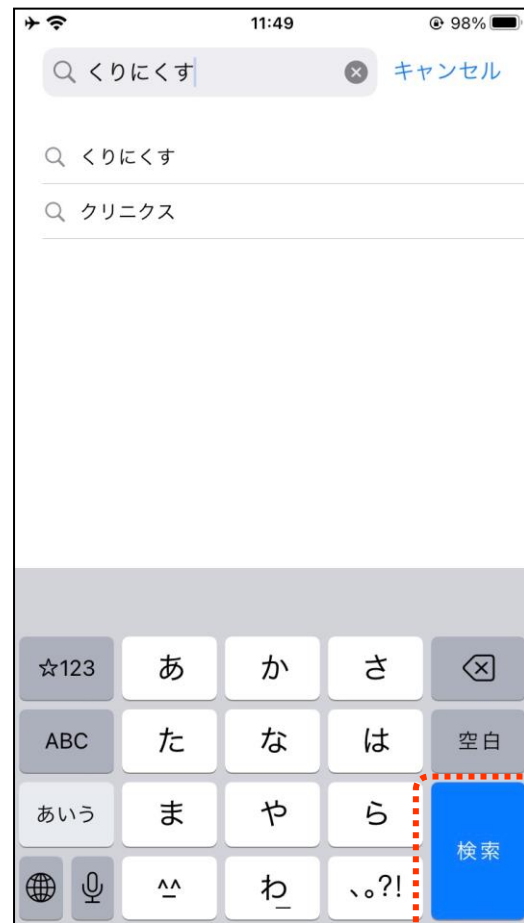 11:49 98%
くりにくす キャンセル
くりにくす
クリニクス
☆123 あ か さ
ABC た な は 空白
あいう ま や ら 検索
^^ わ 、。?!